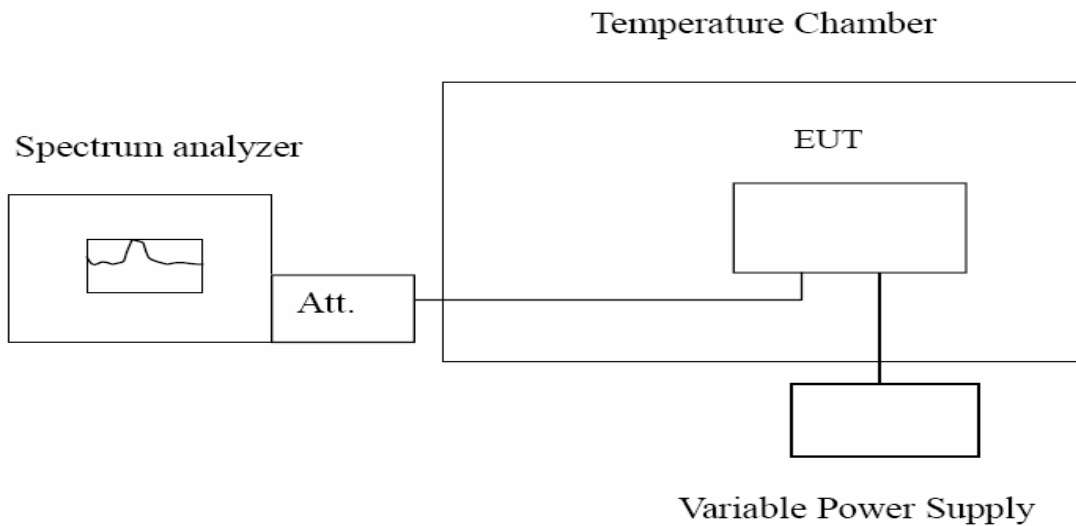 Temperature Chamber
Spectrum analyzer
EUT
Att.
Variable Power Supply